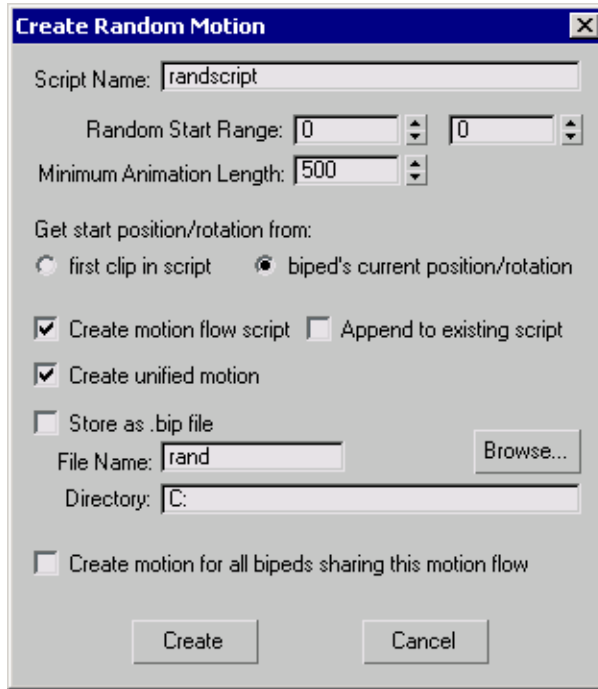 Create Random Motion
Script Name: randscript
Random Start Range: 0 0
Minimum Animation Length: 500
Get start position/rotation from:
first clip in script biped's current position/rotation
Create motion flow script Append to existing script
Create unified motion
Store as .bip file
File Name: rand Browse...
Directory: C:
Create motion for all bipeds sharing this motion flow
Create Cancel